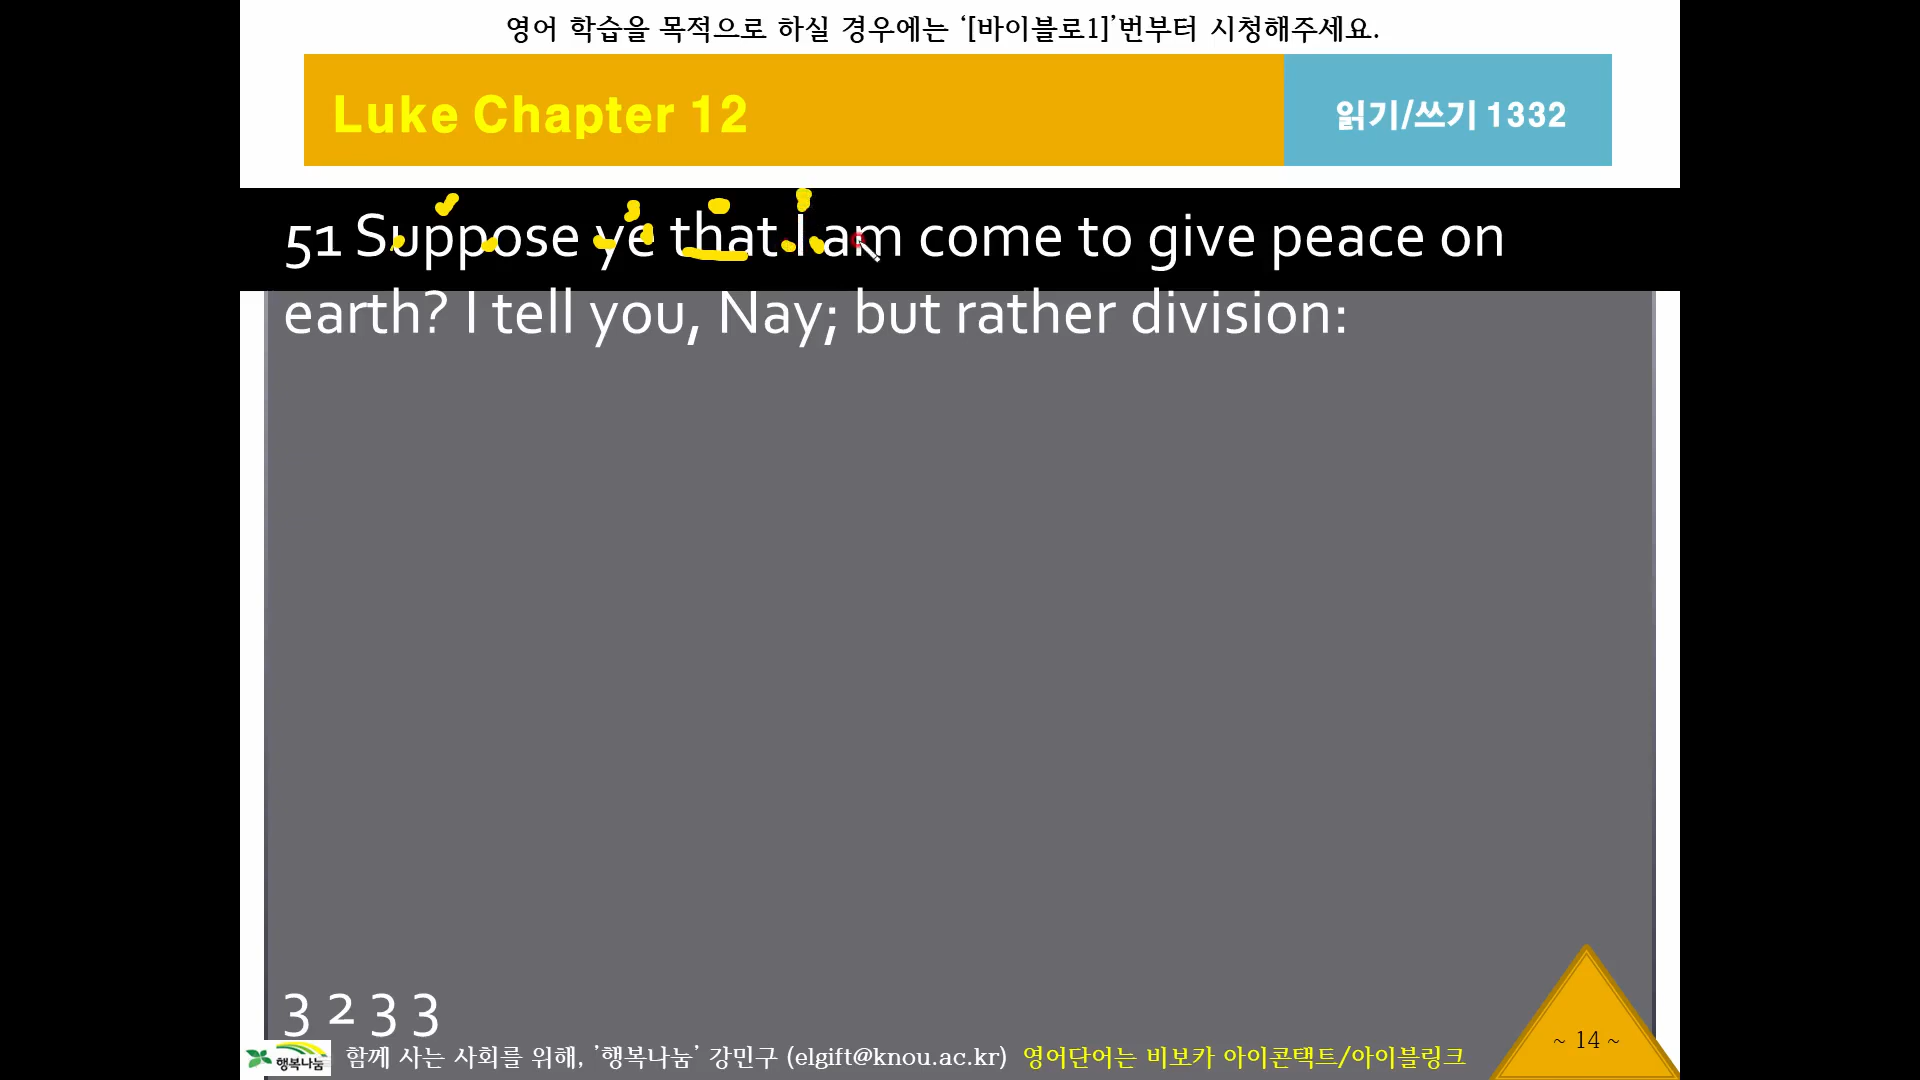 영어 학습을 목적으로 하실 경우에는 ‘[바이블로1]’번부터 시청해주세요.
Luke Chapter 12
읽기/쓰기 1332
51 Suppose ye that I am come to give peace on
earth? I tell you, Nay; but rather division:
3 2 3 3
~ 14 ~
행복나눔
함께 사는 사회를 위해, ’행복나눔’ 강민구 (elgift@knou.ac.kr) 영어단어는 비보카 아이콘택트/아이블링크